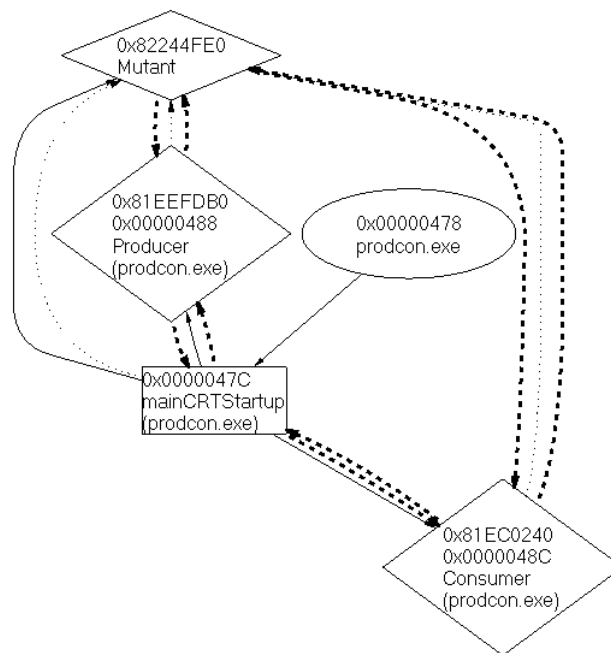 0x82244FE0
Mutant
0x81EEFDB0
0x00000488
Producer
(prodcon.exe)
0x00000478
prodcon.exe
0x0000047C
mainCRTStartup
(prodcon.exe)
0x81EC0240
0x0000048C
Consumer
(prodcon.exe)